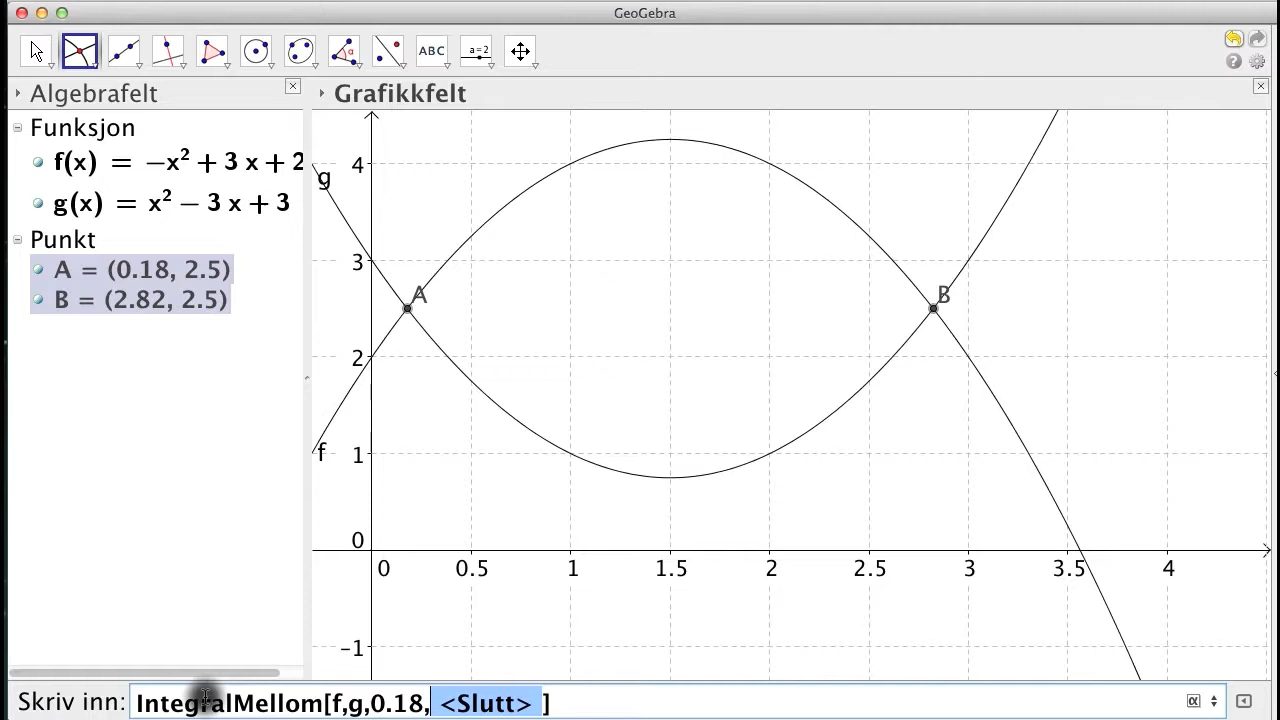 GeoGebra
ABC
a=2
α
Algebrafelt
Grafikkfelt
Funksjon
f(x) = −x² + 3 x + 2
g(x) = x² − 3 x + 3
Punkt
A = (0.18, 2.5)
B = (2.82, 2.5)
g
f
A
B
4
3
2
1
0
-1
0 0.5 1 1.5 2 2.5 3 3.5 4
Skriv inn: IntegralMellom[f,g,0.18, <Slutt> ]
α